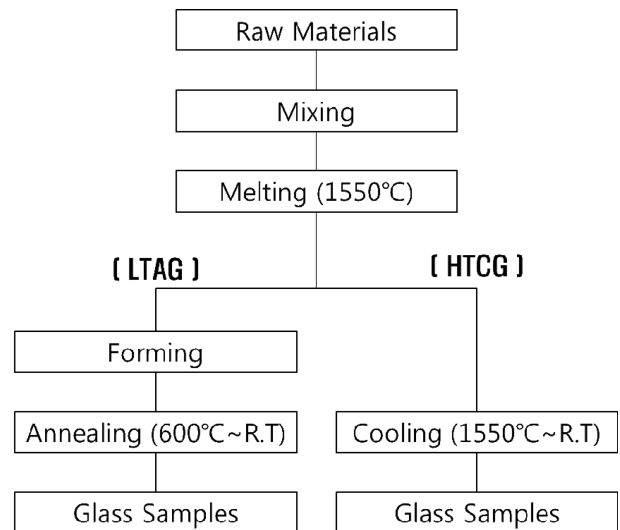 Raw Materials
Mixing
Melting (1550℃)
( LTAG )
( HTCG )
Forming
Annealing (600℃~R.T)
Cooling (1550℃~R.T)
Glass Samples
Glass Samples